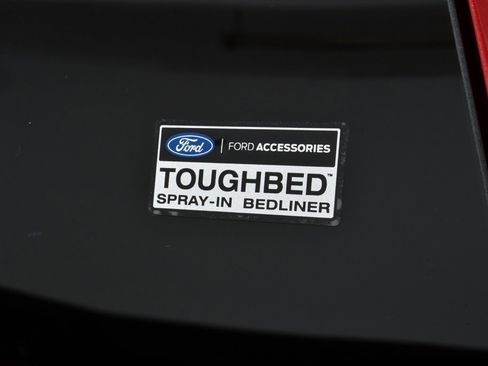 Ford | FORD ACCESSORIES
TOUGHBED™
SPRAY-IN BEDLINER